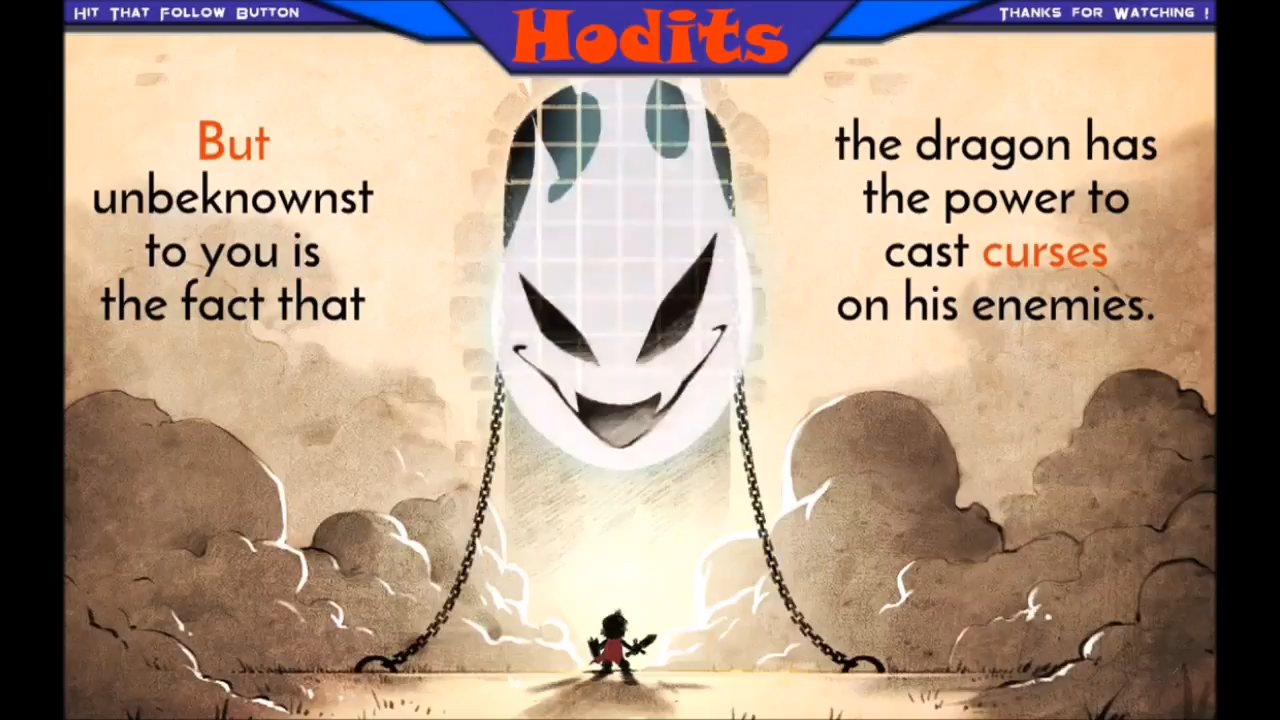 Hit That Follow Button
Hodits
Thanks for Watching !
But
unbeknownst
to you is
the fact that
the dragon has
the power to
cast curses
on his enemies.